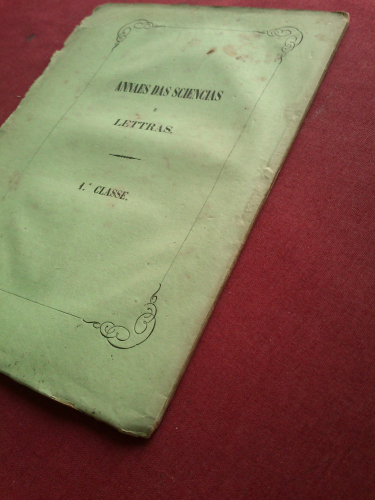 ANNAES DAS SCIENCIAS
E
LETTRAS.
1.ª CLASSE.